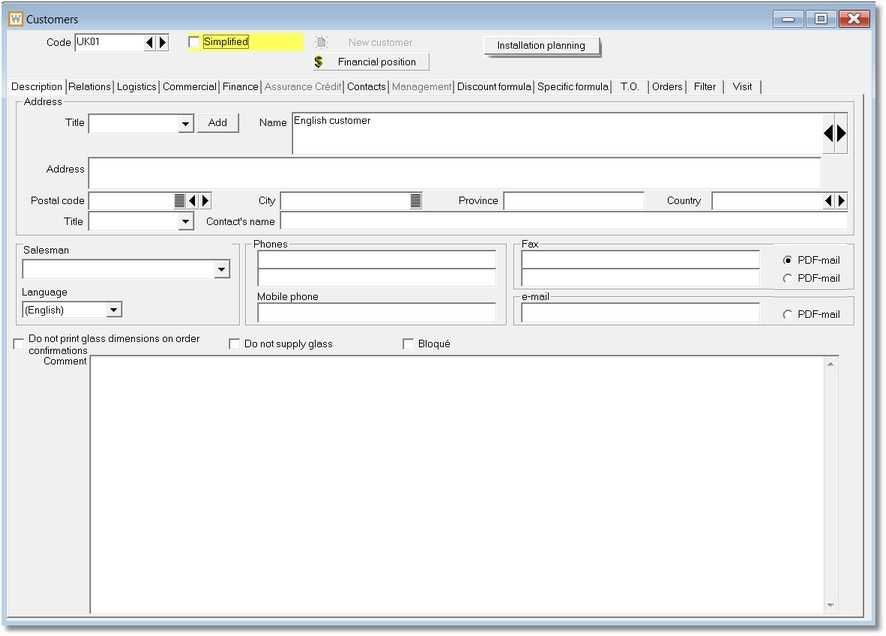 Customers
Code UK01 Simplified New customer Installation planning
$ Financial position
Description Relations Logistics Commercial Finance Assurance Crédit Contacts Management Discount formula Specific formula T.O. Orders Filter Visit
Address
Title Add Name English customer
Address
Postal code City Province Country
Title Contact's name
Salesman Phones Fax
PDF-mail
PDF-mail
Language Mobile phone e-mail
(English) PDF-mail
Do not print glass dimensions on order
confirmations Do not supply glass Bloqué
Comment